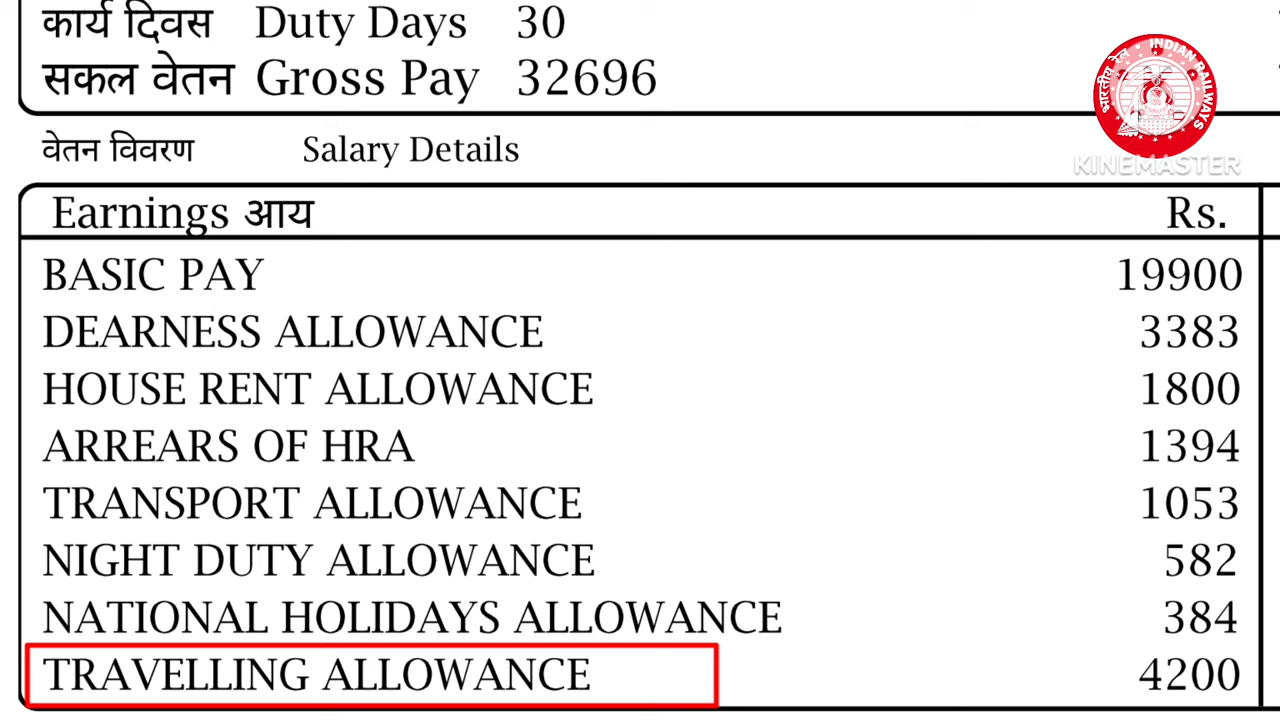 कार्य दिवस Duty Days 30
सकल वेतन Gross Pay 32696
भारतीय रेल INDIAN RAILWAYS
KINEMASTER
वेतन विवरण Salary Details
Earnings आय Rs.
BASIC PAY 19900
DEARNESS ALLOWANCE 3383
HOUSE RENT ALLOWANCE 1800
ARREARS OF HRA 1394
TRANSPORT ALLOWANCE 1053
NIGHT DUTY ALLOWANCE 582
NATIONAL HOLIDAYS ALLOWANCE 384
TRAVELLING ALLOWANCE 4200